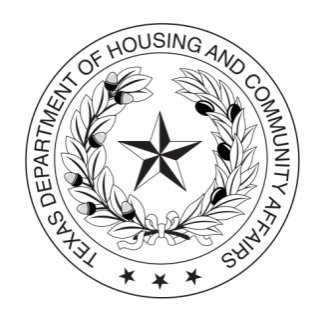 TEXAS DEPARTMENT OF HOUSING AND COMMUNITY AFFAIRS